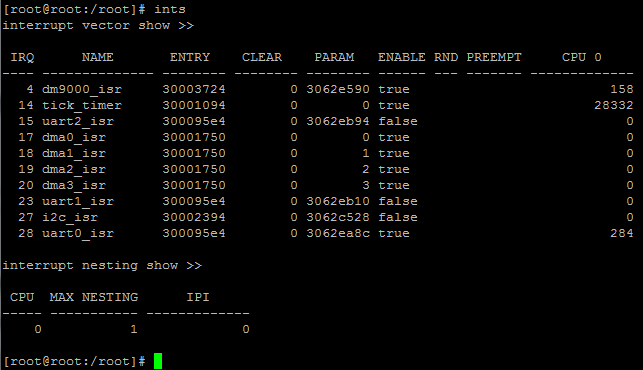 [root@root:/root]# ints
interrupt vector show >>
IRQ NAME ENTRY CLEAR PARAM ENABLE RND PREEMPT CPU 0
---- -------------- ---------- -------- -------- ------ --- ------- -------------
4 dm9000_isr 30003724 0 3062e590 true 158
14 tick_timer 30001094 0 0 true 28332
15 uart2_isr 300095e4 0 3062eb94 false 0
17 dma0_isr 30001750 0 0 true 0
18 dma1_isr 30001750 0 1 true 0
19 dma2_isr 30001750 0 2 true 0
20 dma3_isr 30001750 0 3 true 0
23 uart1_isr 300095e4 0 3062eb10 false 0
27 i2c_isr 30002394 0 3062c528 false 0
28 uart0_isr 300095e4 0 3062ea8c true 284
interrupt nesting show >>
CPU MAX NESTING IPI
----- ----------- -------------
0 1 0
[root@root:/root]#